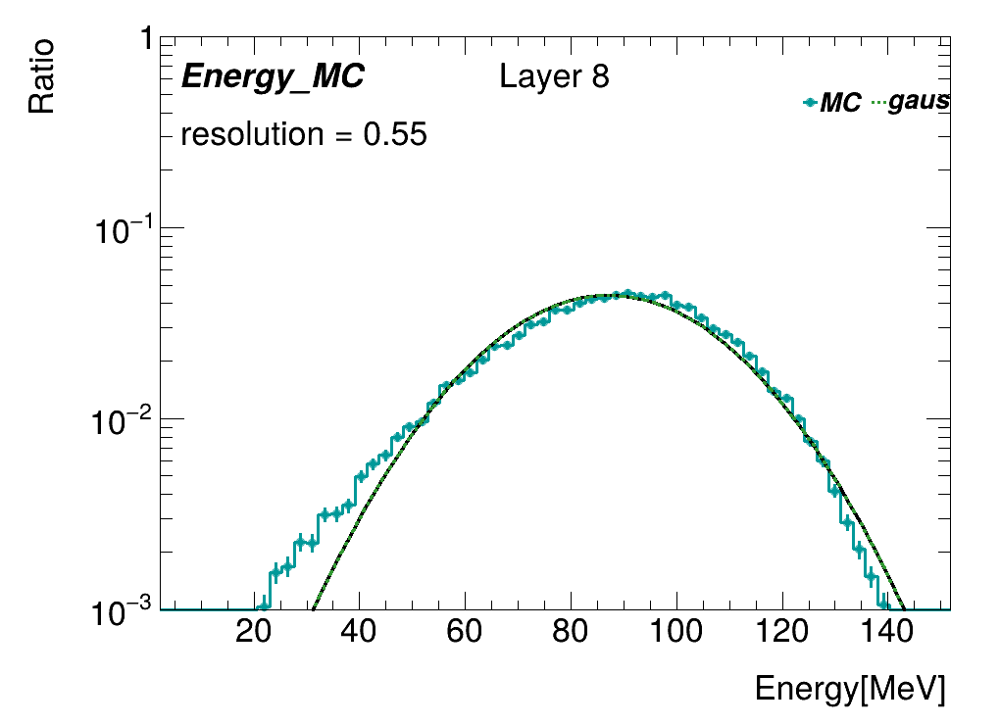 Ratio
1
10⁻¹
10⁻²
10⁻³
Energy_MC
Layer 8
MC
gaus
resolution = 0.55
20 40 60 80 100 120 140
Energy[MeV]